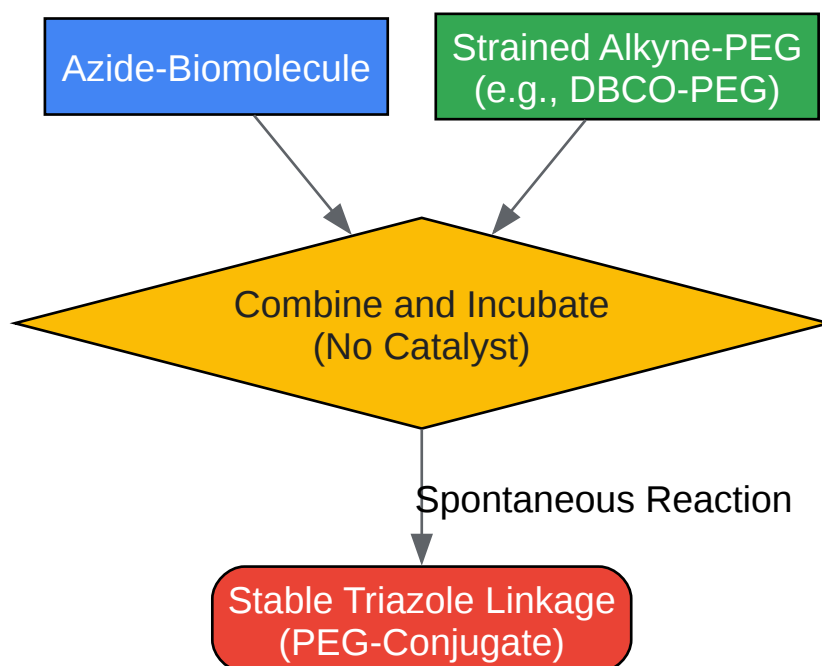 Azide-Biomolecule
Strained Alkyne-PEG
(e.g., DBCO-PEG)
Combine and Incubate
(No Catalyst)
Spontaneous Reaction
Stable Triazole Linkage
(PEG-Conjugate)